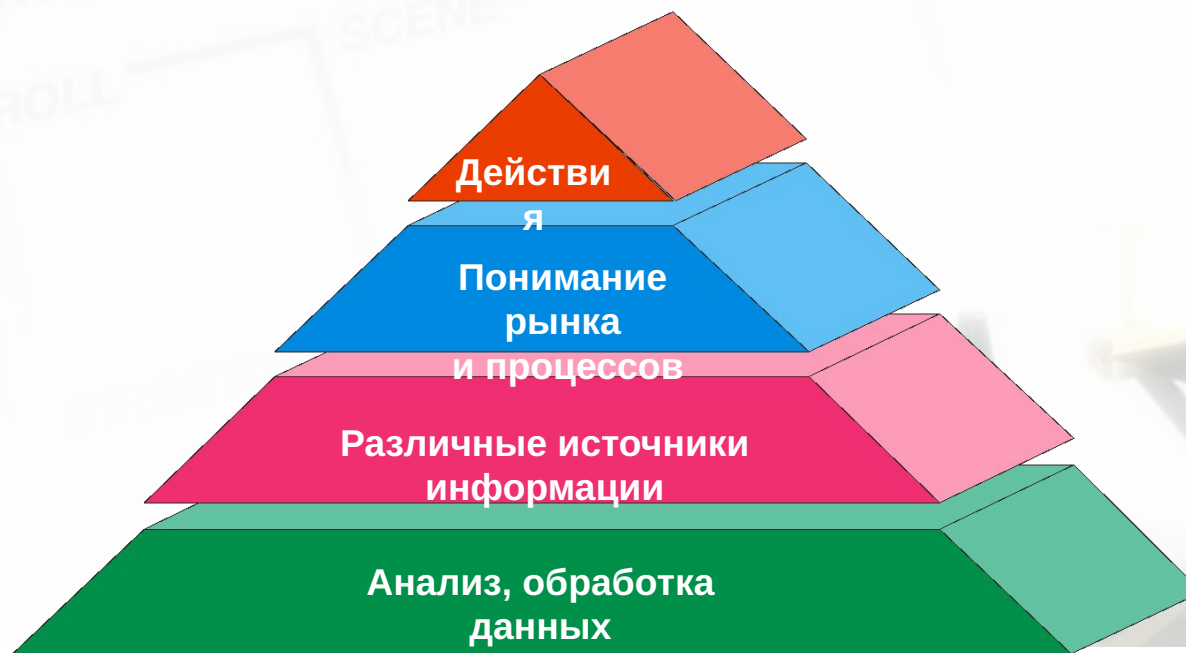 SCENE
ROLL
Действи
я
Понимание
рынка
и процессов
Различные источники
информации
Анализ, обработка
данных